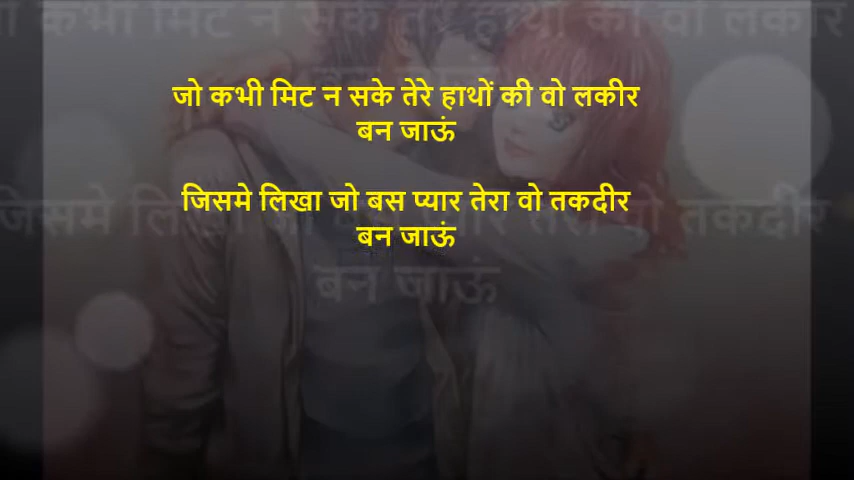 जो कभी मिट न सके तेरे हाथों की वो लकीर
बन जाऊं
जिसमे लिखा जो बस प्यार तेरा वो तकदीर
बन जाऊं